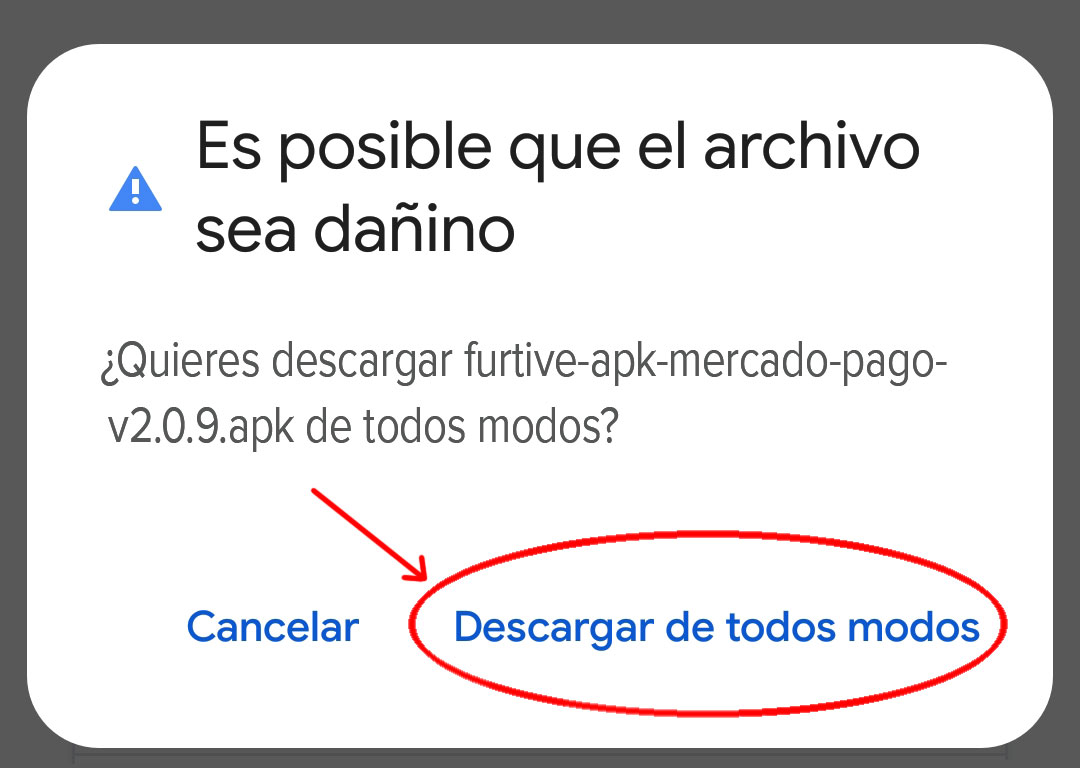 Es posible que el archivo
sea dañino
¿Quieres descargar furtive-apk-mercado-pago-
v2.0.9.apk de todos modos?
Cancelar
Descargar de todos modos